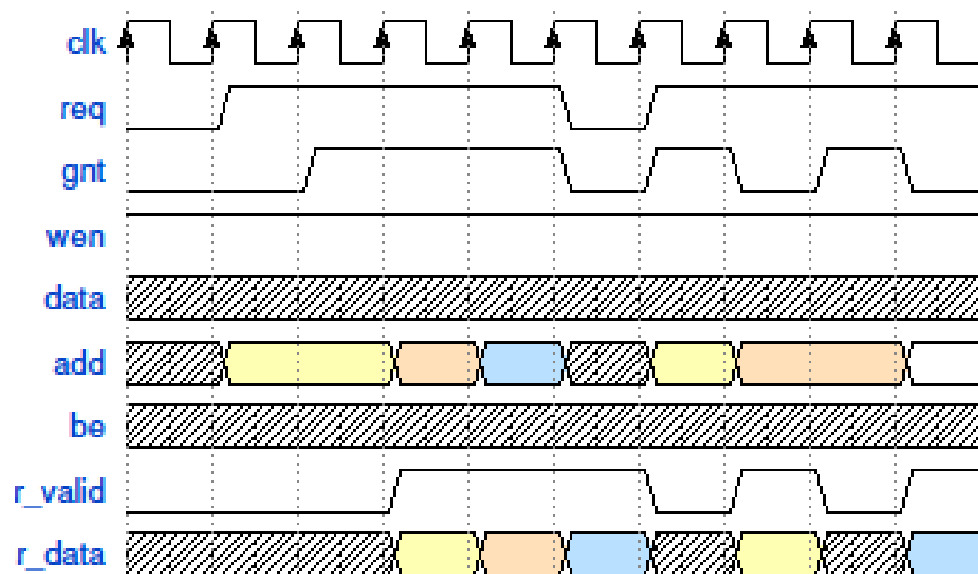 clk
req
gnt
wen
data
add
be
r_valid
r_data